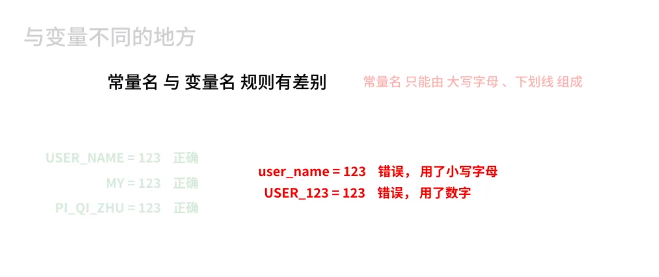 与变量不同的地方
常量名 与 变量名 规则有差别 常量名 只能由 大写字母 、下划线 组成
USER_NAME = 123 正确
MY = 123 正确
PI_QI_ZHU = 123 正确
user_name = 123 错误， 用了小写字母
USER_123 = 123 错误， 用了数字